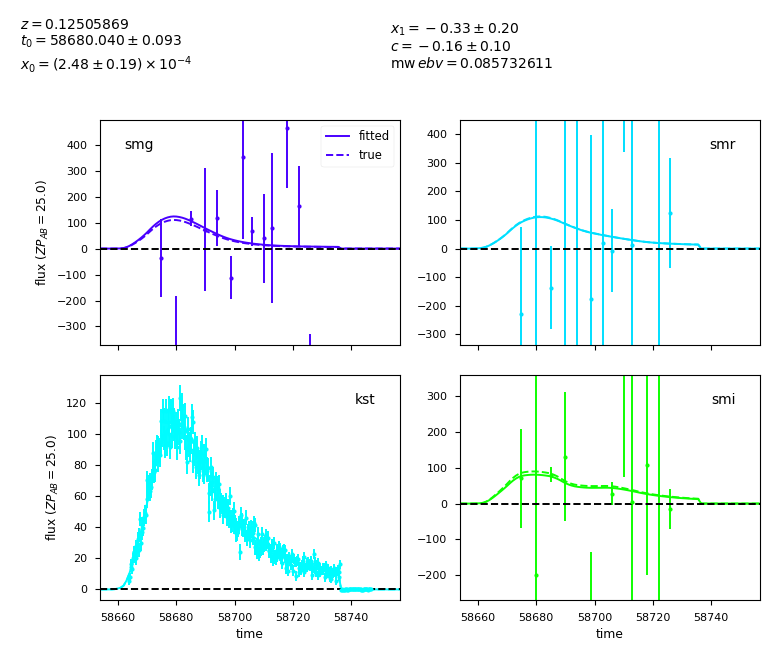 z = 0.12505869
t₀ = 58680.040 ± 0.093
x₀ = (2.48 ± 0.19) × 10⁻⁴
x₁ = −0.33 ± 0.20
c = −0.16 ± 0.10
mw ebv = 0.085732611
smg
fitted
true
400
300
200
100
0
−100
−200
−300
flux (ZP_AB = 25.0)
smr
400
300
200
100
0
−100
−200
−300
kst
120
100
80
60
40
20
0
flux (ZP_AB = 25.0)
58660 58680 58700 58720 58740
time
smi
300
200
100
0
−100
−200
58660 58680 58700 58720 58740
time